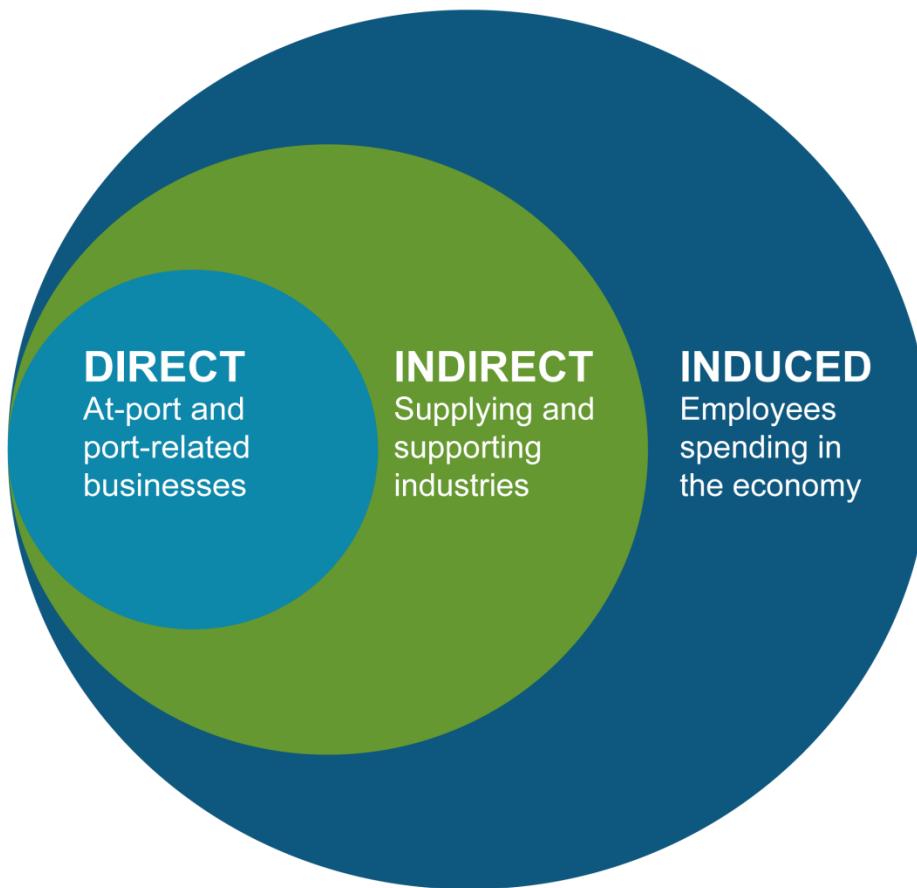 DIRECT
At-port and
port-related
businesses
INDIRECT
Supplying and
supporting
industries
INDUCED
Employees
spending in
the economy